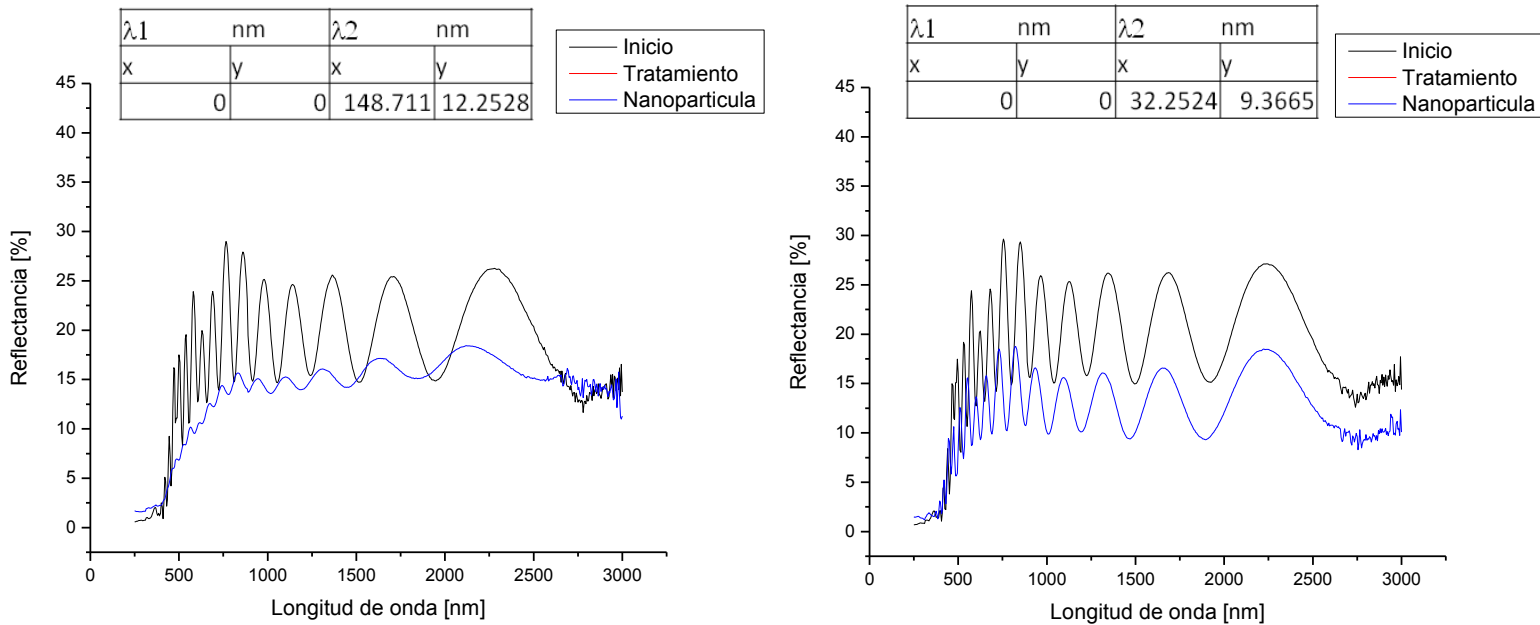 λ1 nm λ2 nm
x y x y
0 0 148.711 12.2528
Inicio
Tratamiento
Nanoparticula
45
40
35
30
25
20
15
10
5
0
Reflectancia [%]
0 500 1000 1500 2000 2500 3000
Longitud de onda [nm]
λ1 nm λ2 nm
x y x y
0 0 32.2524 9.3665
Inicio
Tratamiento
Nanoparticula
45
40
35
30
25
20
15
10
5
0
Reflectancia [%]
0 500 1000 1500 2000 2500 3000
Longitud de onda [nm]